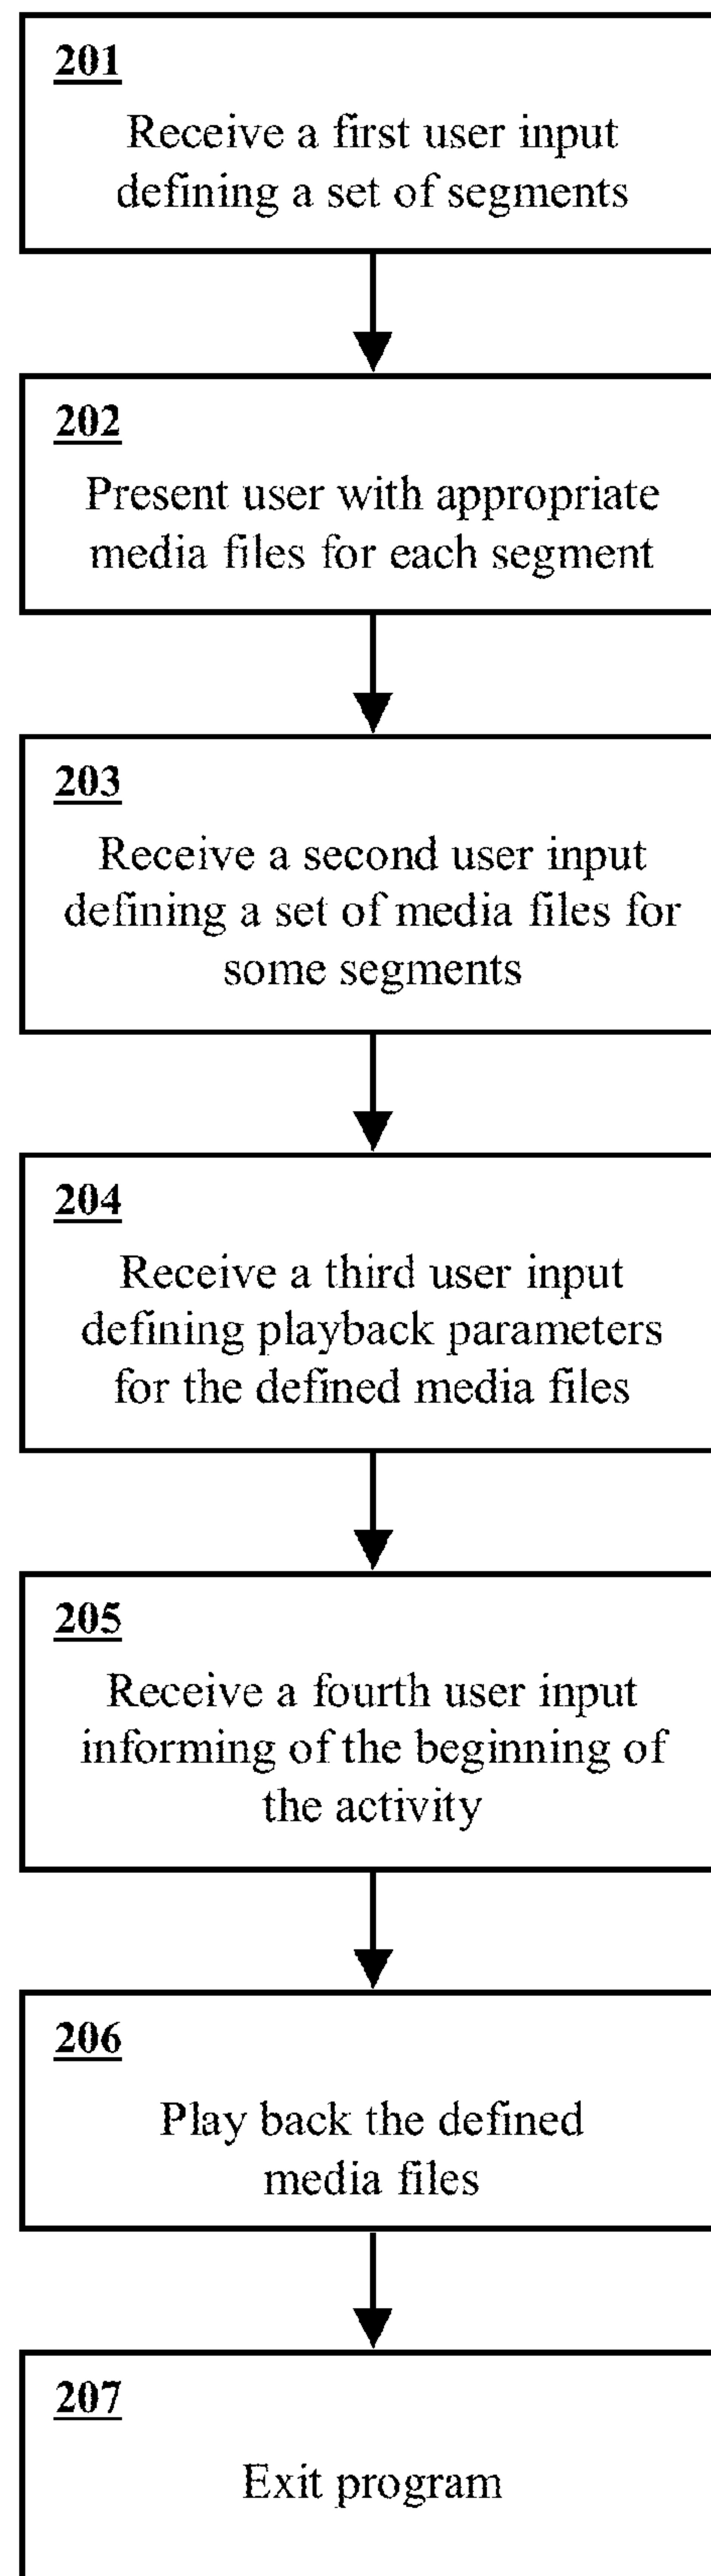 201
Receive a first user input
defining a set of segments
202
Present user with appropriate
media files for each segment
203
Receive a second user input
defining a set of media files for
some segments
204
Receive a third user input
defining playback parameters
for the defined media files
205
Receive a fourth user input
informing of the beginning of
the activity
206
Play back the defined
media files
207
Exit program